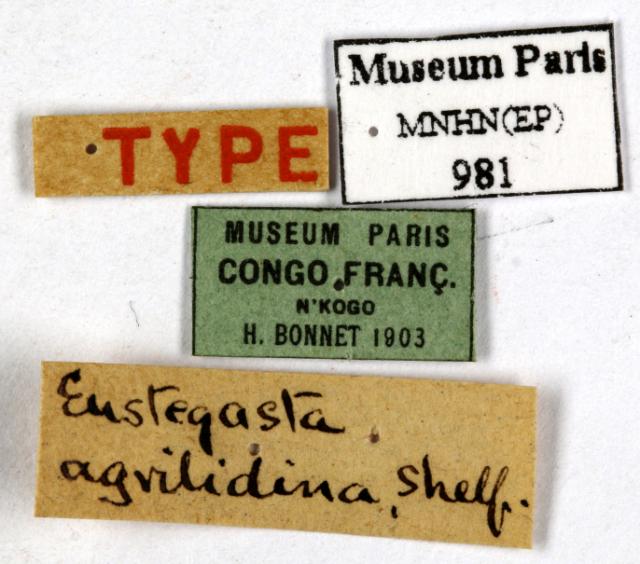 TYPE
Museum Paris
MNHN(EP)
981
MUSEUM PARIS
CONGO FRANÇ.
N'KOGO
H. BONNET 1903
Eustegasta
agrilidina, Shelf.